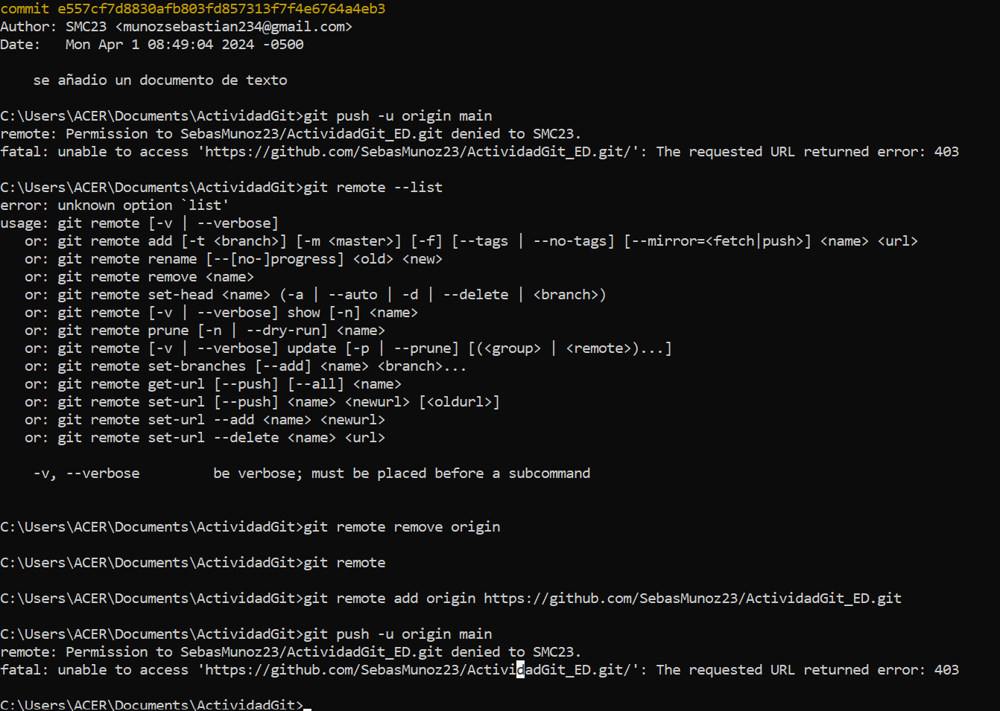 commit e557cf7d8830afb803fd857313f7f4e6764a4eb3
Author: SMC23 <munozsebastian234@gmail.com>
Date:   Mon Apr 1 08:49:04 2024 -0500
    se añadio un documento de texto
C:\Users\ACER\Documents\ActividadGit>git push -u origin main
remote: Permission to SebasMunoz23/ActividadGit_ED.git denied to SMC23.
fatal: unable to access 'https://github.com/SebasMunoz23/ActividadGit_ED.git/': The requested URL returned error: 403
C:\Users\ACER\Documents\ActividadGit>git remote --list
error: unknown option `list'
usage: git remote [-v | --verbose]
   or: git remote add [-t <branch>] [-m <master>] [-f] [--tags | --no-tags] [--mirror=<fetch|push>] <name> <url>
   or: git remote rename [--[no-]progress] <old> <new>
   or: git remote remove <name>
   or: git remote set-head <name> (-a | --auto | -d | --delete | <branch>)
   or: git remote [-v | --verbose] show [-n] <name>
   or: git remote prune [-n | --dry-run] <name>
   or: git remote [-v | --verbose] update [-p | --prune] [(<group> | <remote>)...]
   or: git remote set-branches [--add] <name> <branch>...
   or: git remote get-url [--push] [--all] <name>
   or: git remote set-url [--push] <name> <newurl> [<oldurl>]
   or: git remote set-url --add <name> <newurl>
   or: git remote set-url --delete <name> <url>
    -v, --verbose         be verbose; must be placed before a subcommand
C:\Users\ACER\Documents\ActividadGit>git remote remove origin
C:\Users\ACER\Documents\ActividadGit>git remote
C:\Users\ACER\Documents\ActividadGit>git remote add origin https://github.com/SebasMunoz23/ActividadGit_ED.git
C:\Users\ACER\Documents\ActividadGit>git push -u origin main
remote: Permission to SebasMunoz23/ActividadGit_ED.git denied to SMC23.
fatal: unable to access 'https://github.com/SebasMunoz23/ActividadGit_ED.git/': The requested URL returned error: 403
C:\Users\ACER\Documents\ActividadGit>